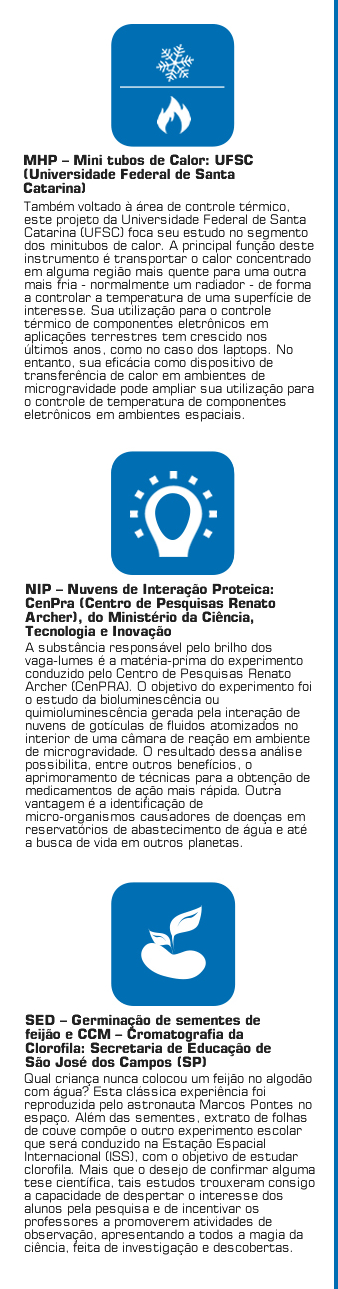 MHP – Mini tubos de Calor: UFSC
(Universidade Federal de Santa
Catarina)
Também voltado à área de controle térmico,
este projeto da Universidade Federal de Santa
Catarina (UFSC) foca seu estudo no segmento
dos minitubos de calor. A principal função deste
instrumento é transportar o calor concentrado
em alguma região mais quente para uma outra
mais fria - normalmente um radiador - de forma
a controlar a temperatura de uma superfície de
interesse. Sua utilização para o controle
térmico de componentes eletrônicos em
aplicações terrestres tem crescido nos
últimos anos, como no caso dos laptops. No
entanto, sua eficácia como dispositivo de
transferência de calor em ambientes de
microgravidade pode ampliar sua utilização para
o controle de temperatura de componentes
eletrônicos em ambientes espaciais.
NIP – Nuvens de Interação Proteica:
CenPra (Centro de Pesquisas Renato
Archer), do Ministério da Ciência,
Tecnologia e Inovação
A substância responsável pelo brilho dos
vaga-lumes é a matéria-prima do experimento
conduzido pelo Centro de Pesquisas Renato
Archer (CenPRA). O objetivo do experimento foi
o estudo da bioluminescência ou
quimioluminescência gerada pela interação de
nuvens de gotículas de fluidos atomizados no
interior de uma câmara de reação em ambiente
de microgravidade. O resultado dessa análise
possibilita, entre outros benefícios, o
aprimoramento de técnicas para a obtenção de
medicamentos de ação mais rápida. Outra
vantagem é a identificação de
micro-organismos causadores de doenças em
reservatórios de abastecimento de água e até
a busca de vida em outros planetas.
SED – Germinação de sementes de
feijão e CCM – Cromatografia da
Clorofila: Secretaria de Educação de
São José dos Campos (SP)
Qual criança nunca colocou um feijão no algodão
com água? Esta clássica experiência foi
reproduzida pelo astronauta Marcos Pontes no
espaço. Além das sementes, extrato de folhas
de couve compõe o outro experimento escolar
que será conduzido na Estação Espacial
Internacional (ISS), com o objetivo de estudar
clorofila. Mais que o desejo de confirmar alguma
tese científica, tais estudos trouxeram consigo
a capacidade de despertar o interesse dos
alunos pela pesquisa e de incentivar os
professores a promoverem atividades de
observação, apresentando a todos a magia da
ciência, feita de investigação e descobertas.